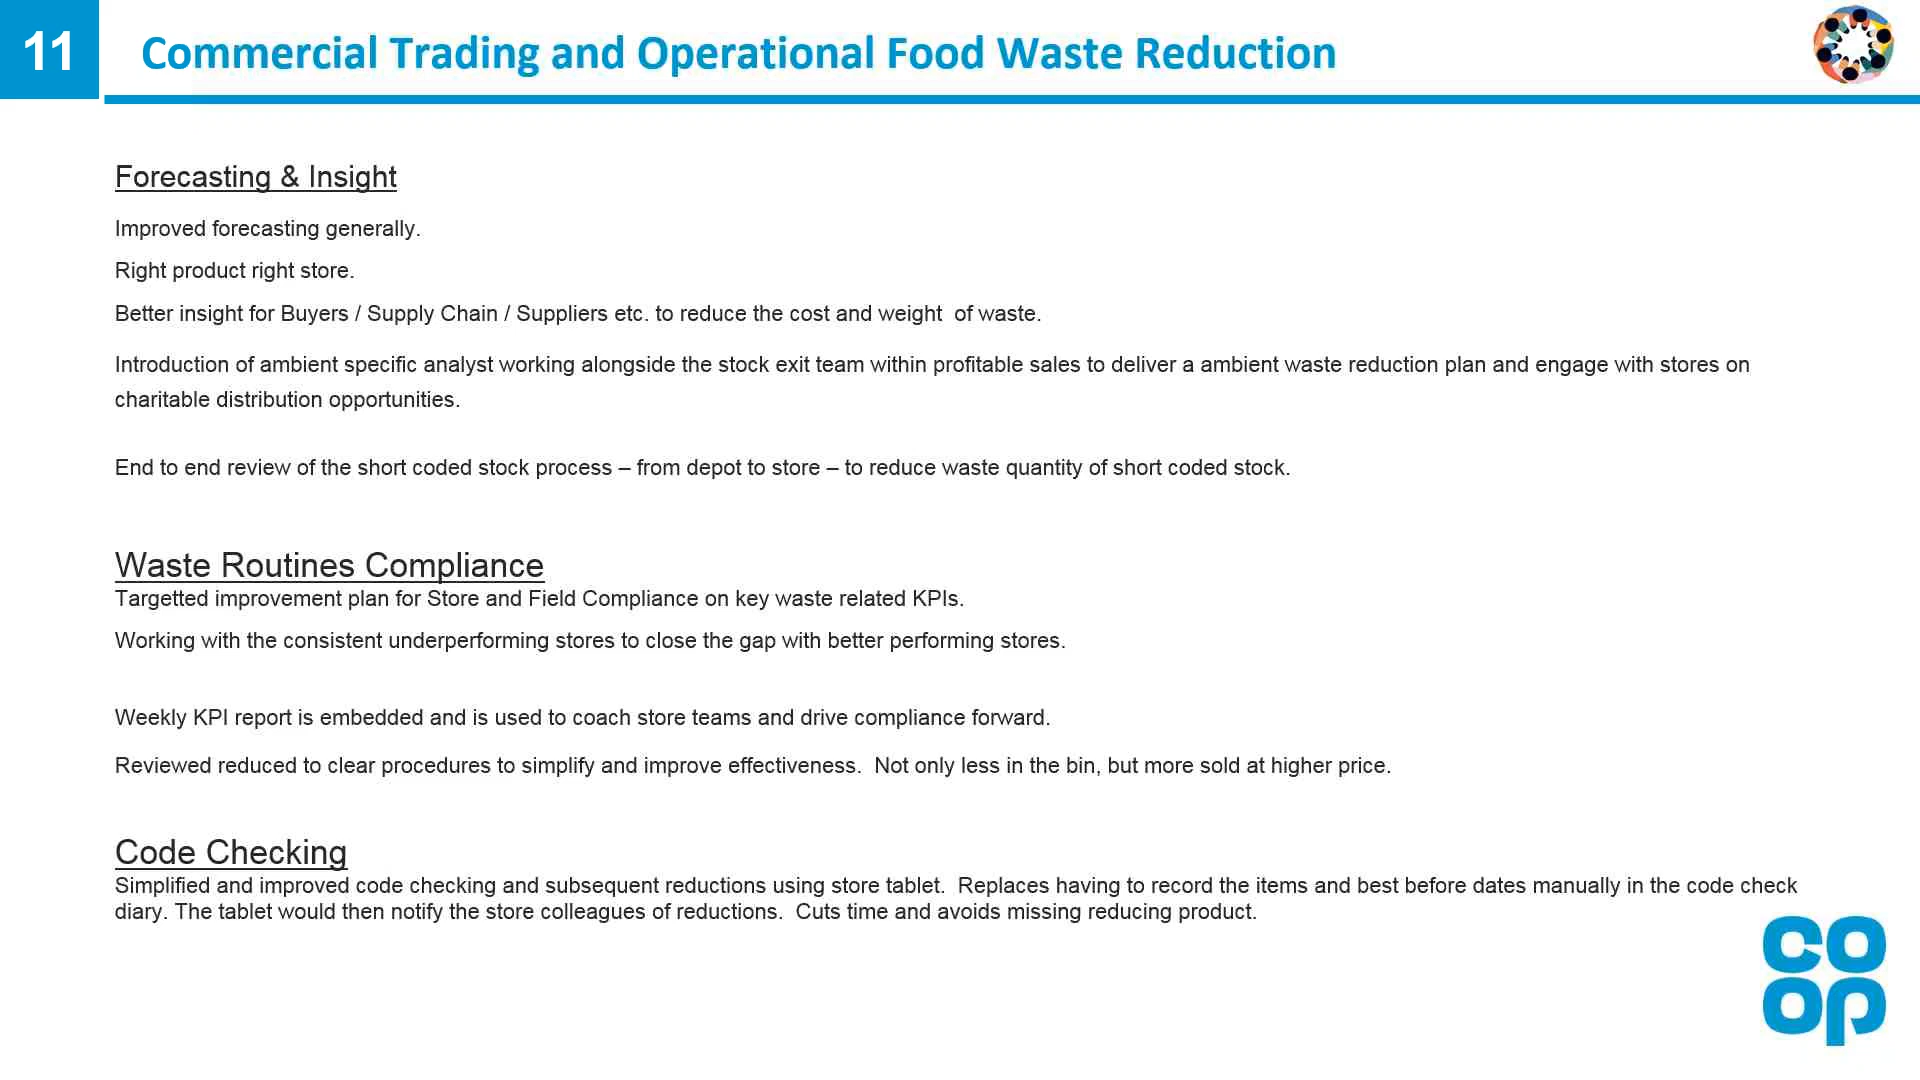 11
Commercial Trading and Operational Food Waste Reduction
Forecasting & Insight
Improved forecasting generally.
Right product right store.
Better insight for Buyers / Supply Chain / Suppliers etc. to reduce the cost and weight  of waste.
Introduction of ambient specific analyst working alongside the stock exit team within profitable sales to deliver a ambient waste reduction plan and engage with stores on
charitable distribution opportunities.
End to end review of the short coded stock process – from depot to store – to reduce waste quantity of short coded stock.
Waste Routines Compliance
Targetted improvement plan for Store and Field Compliance on key waste related KPIs.
Working with the consistent underperforming stores to close the gap with better performing stores.
Weekly KPI report is embedded and is used to coach store teams and drive compliance forward.
Reviewed reduced to clear procedures to simplify and improve effectiveness.  Not only less in the bin, but more sold at higher price.
Code Checking
Simplified and improved code checking and subsequent reductions using store tablet.  Replaces having to record the items and best before dates manually in the code check
diary. The tablet would then notify the store colleagues of reductions.  Cuts time and avoids missing reducing product.
co
op